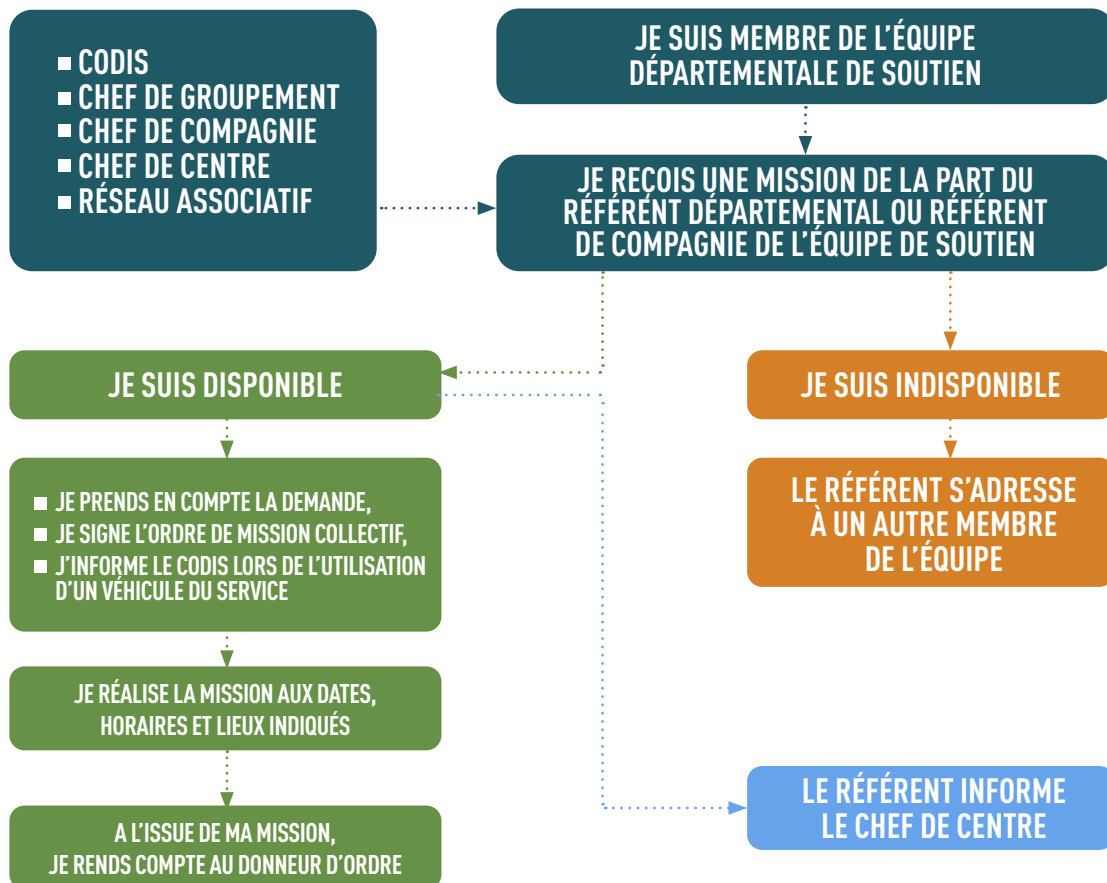 CODIS
CHEF DE GROUPEMENT
CHEF DE COMPAGNIE
CHEF DE CENTRE
RÉSEAU ASSOCIATIF
JE SUIS MEMBRE DE L'ÉQUIPE
DÉPARTEMENTALE DE SOUTIEN
JE REÇOIS UNE MISSION DE LA PART DU
RÉFÉRENT DÉPARTEMENTAL OU RÉFÉRENT
DE COMPAGNIE DE L'ÉQUIPE DE SOUTIEN
JE SUIS DISPONIBLE
JE SUIS INDISPONIBLE
JE PRENDS EN COMPTE LA DEMANDE,
JE SIGNE L'ORDRE DE MISSION COLLECTIF,
J'INFORME LE CODIS LORS DE L'UTILISATION
D'UN VÉHICULE DU SERVICE
LE RÉFÉRENT S'ADRESSE
À UN AUTRE MEMBRE
DE L'ÉQUIPE
JE RÉALISE LA MISSION AUX DATES,
HORAIRES ET LIEUX INDIQUÉS
A L'ISSUE DE MA MISSION,
JE RENDS COMPTE AU DONNEUR D'ORDRE
LE RÉFÉRENT INFORME
LE CHEF DE CENTRE